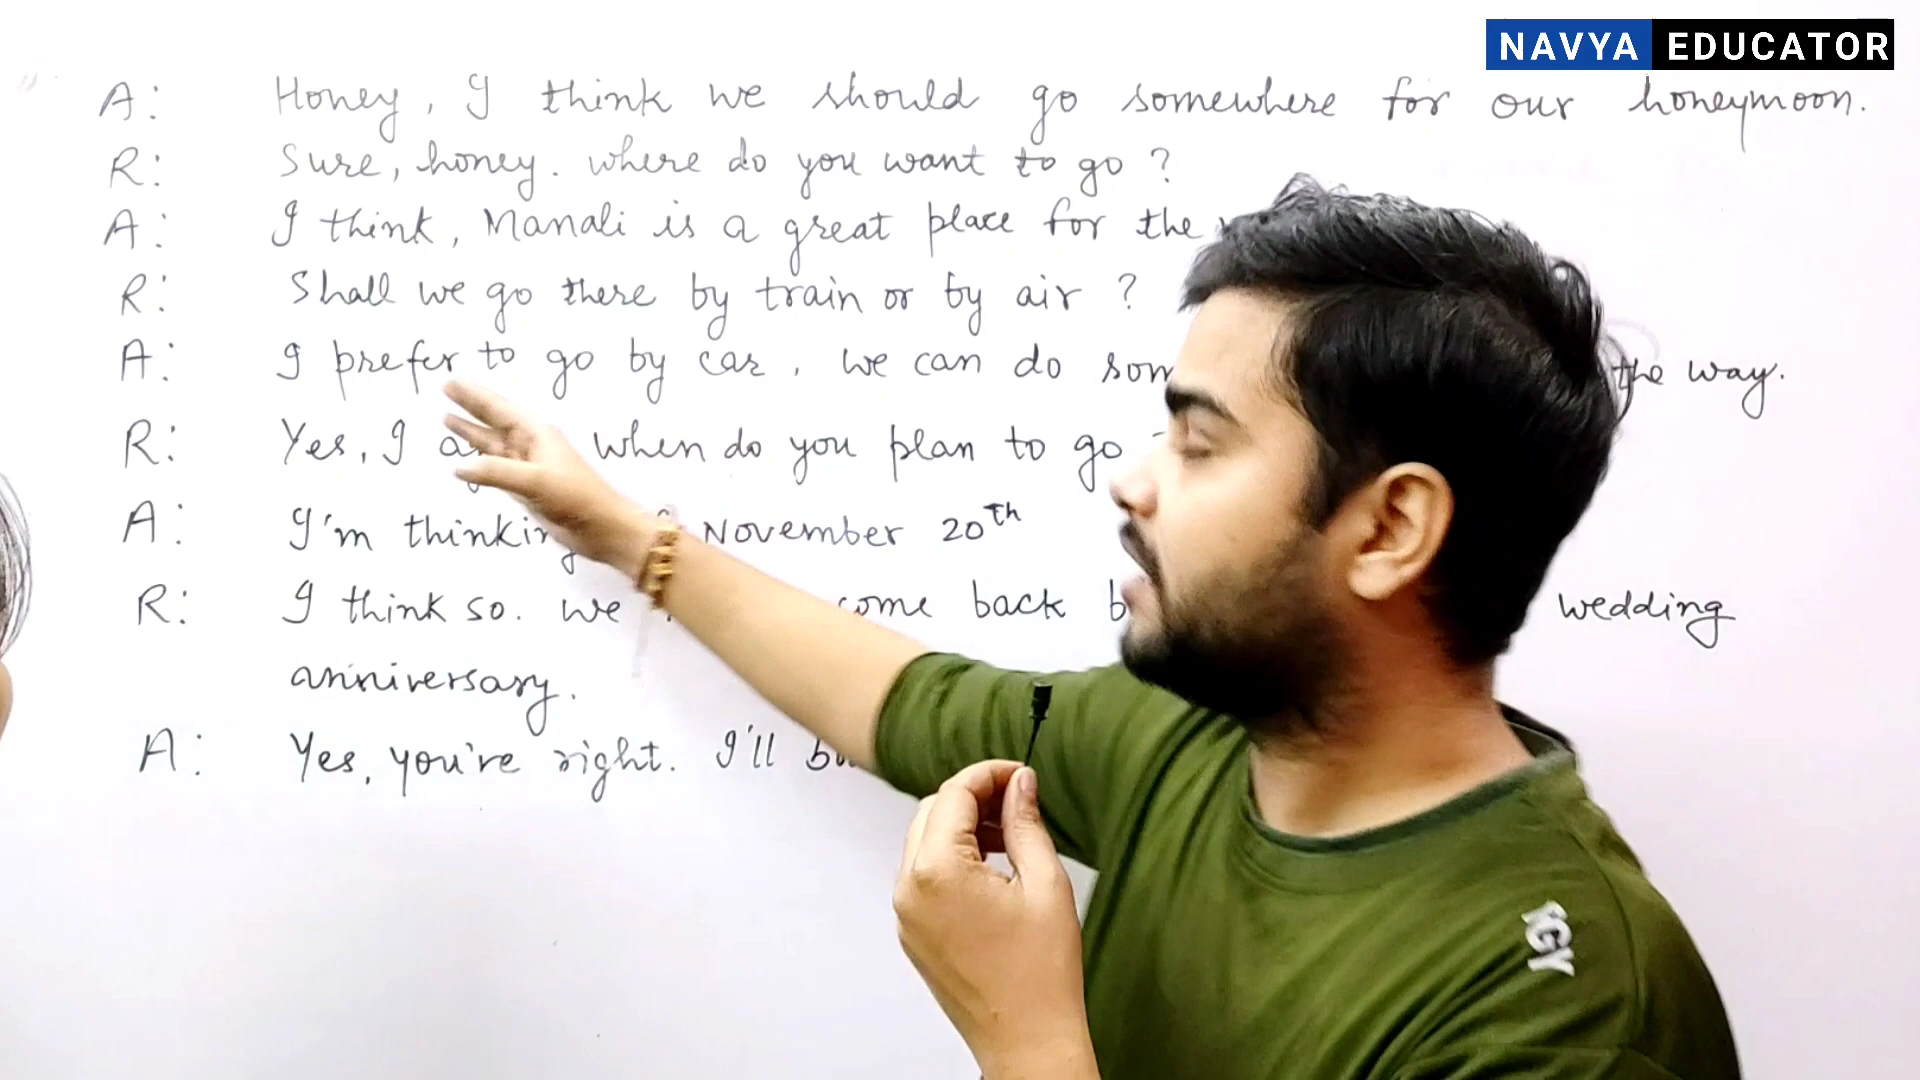 NAVYA EDUCATOR
A: Honey, I think we should go somewhere for our honeymoon.
R: Sure, honey. where do you want to go ?
A: I think, Manali is a great place for the
R: Shall we go there by train or by air ?
A: I prefer to go by car. we can do the way.
R: Yes, I when do you plan to go
A: I'm November 20th
R: I think so. we come back wedding
anniversary.
A: Yes, you're right. I'll
IGY